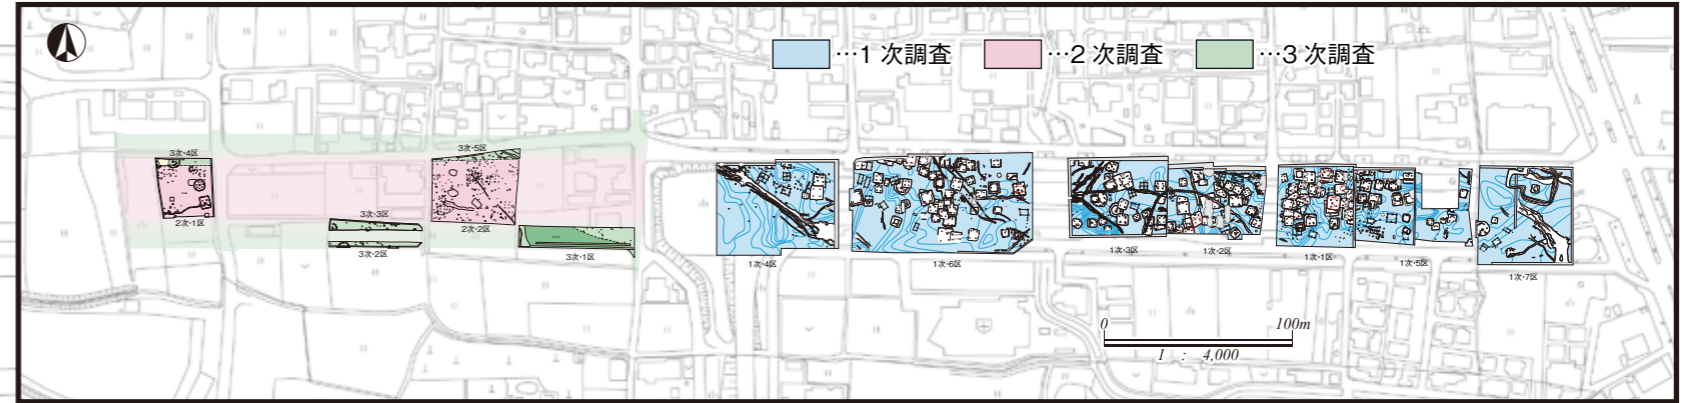 …1 次調査
…2 次調査
…3 次調査
3次-4区
2次-1区
3次-3区
3次-2区
3次-5区
2次-2区
3次-1区
1次-4区
1次-6区
1次-3区
1次-2区
1次-1区
1次-5区
1次-7区
0 100m
1 : 4,000